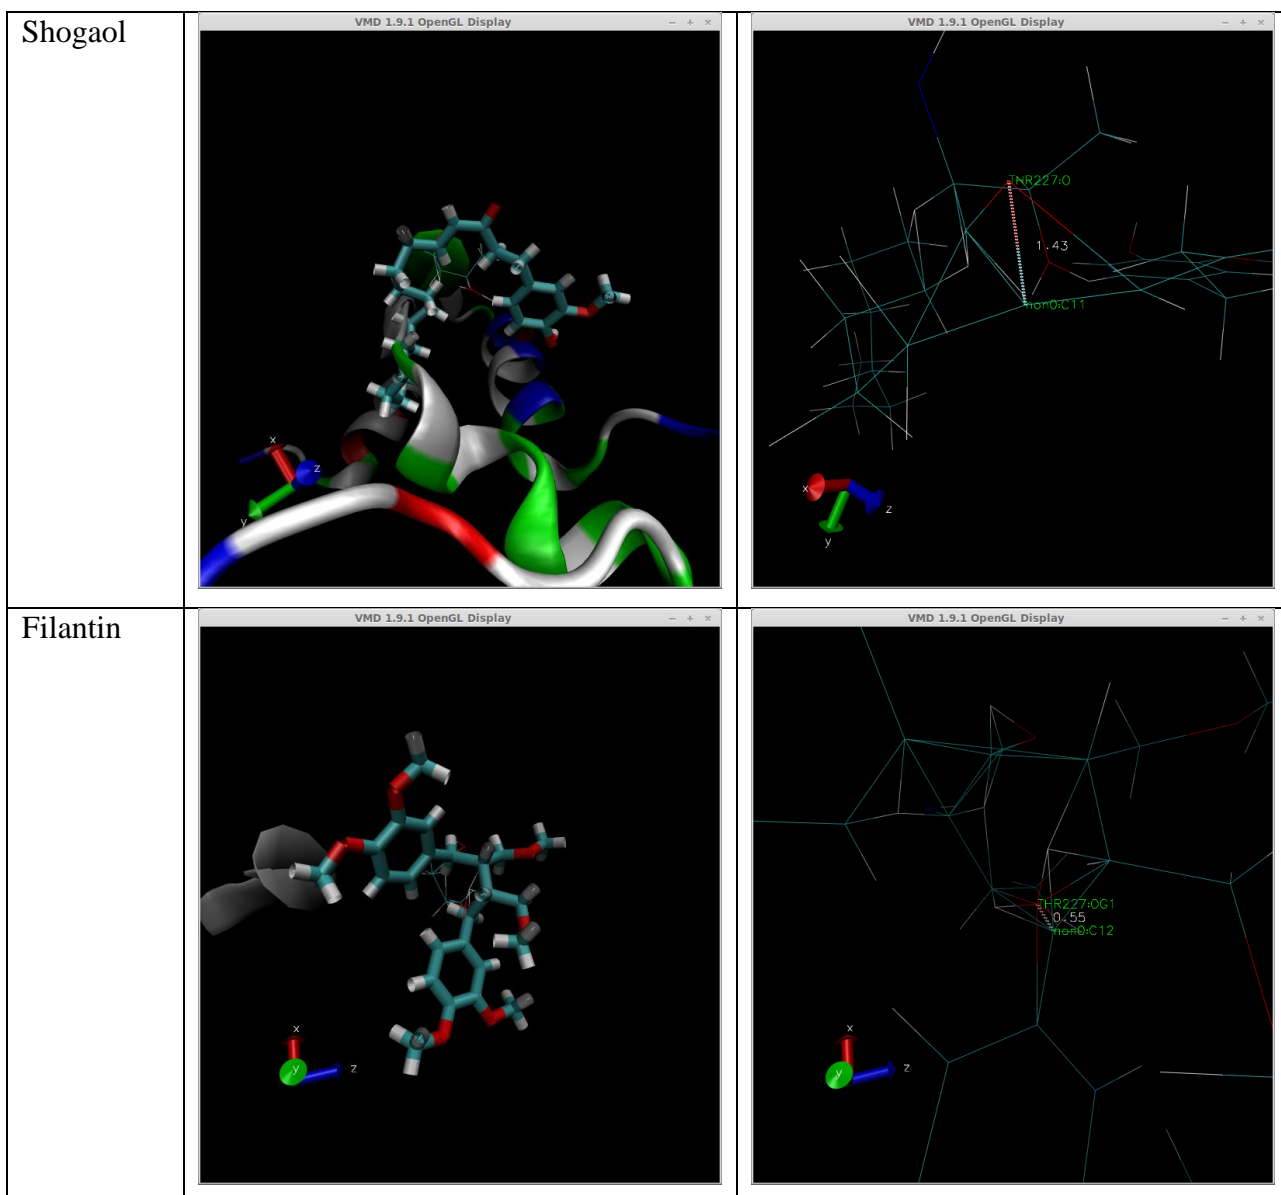 Shogaol
VMD 1.9.1 OpenGL Display
x
z
y
VMD 1.9.1 OpenGL Display
THR227:O
1.43
non0:C11
x
z
y
Filantin
VMD 1.9.1 OpenGL Display
x
y
z
VMD 1.9.1 OpenGL Display
THR227:OG1
0.55
non0:C12
x
y
z